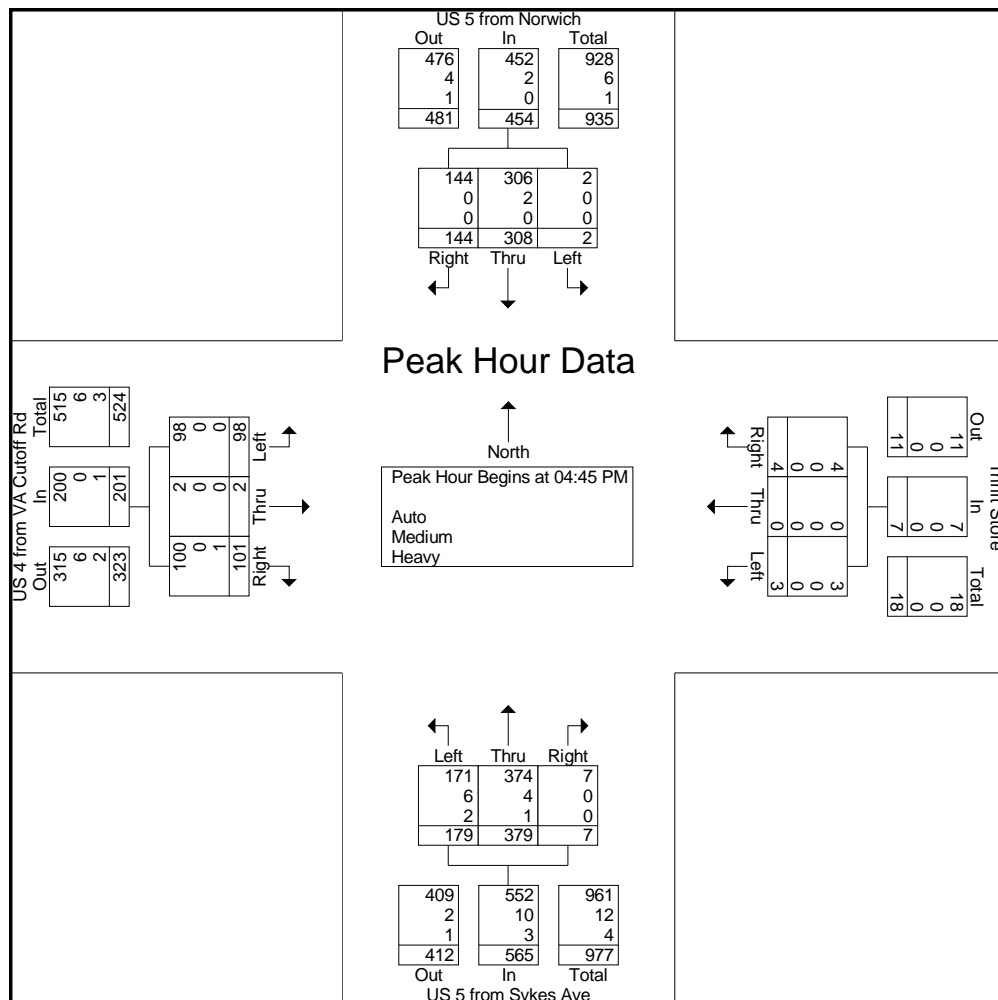 US 5 from Norwich
Out In Total
476 452 928
4 2 6
1 0 1
481 454 935
144 306 2
0 2 0
0 0 0
144 308 2
Right Thru Left
Peak Hour Data
North
Peak Hour Begins at 04:45 PM
Auto
Medium
Heavy
US 4 from VA Cutoff Rd
Out In Total
315 200 515
6 0 6
2 1 3
323 201 524
100 2 98
0 0 0
1 0 0
101 2 98
Right Thru Left
Out In Total
11 7 18
0 0 0
0 0 0
11 7 18
4 0 3
0 0 0
0 0 0
4 0 3
Right Thru Left
Left Thru Right
171 374 7
6 4 0
2 1 0
179 379 7
409 552 961
2 10 12
1 3 4
412 565 977
Out In Total
US 5 from Sykes Ave